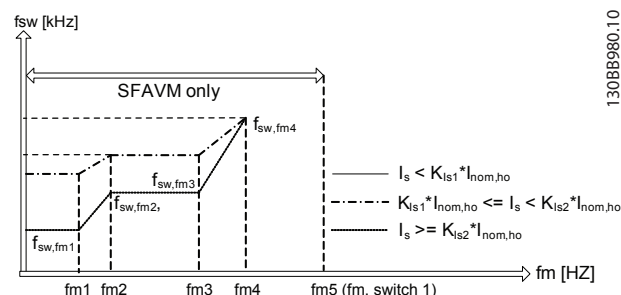 fsw [kHz]
130BB980.10
SFAVM only
fsw,fm4
fsw,fm3
fsw,fm2,
fsw,fm1
Is < KIs1*Inom,ho
KIs1*Inom,ho <= Is < KIs2*Inom,ho
Is >= KIs2*Inom,ho
fm [HZ]
fm1 fm2 fm3 fm4 fm5 (fm, switch 1)